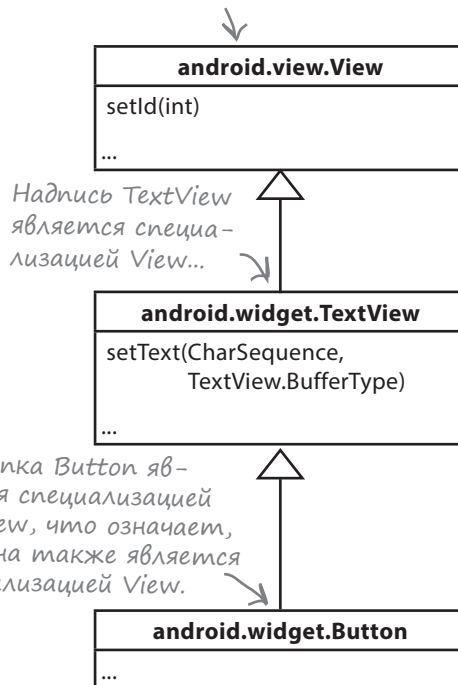 android.view.View
setId(int)
...
Надпись TextView
является специа-
лизацией View...
android.widget.TextView
setText(CharSequence,
TextView.BufferType)
...
Button яв-
специализацией
что означает,
также является
View.
android.widget.Button
...